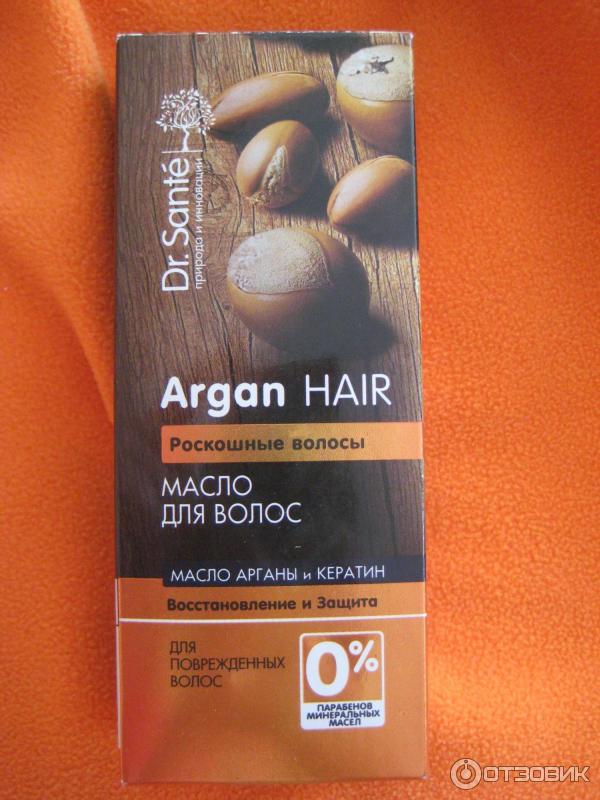 Dr. Santé
природа и инновации
Argan HAIR
Роскошные волосы
МАСЛО
ДЛЯ ВОЛОС
МАСЛО АРГАНЫ и КЕРАТИН
Восстановление и Защита
ДЛЯ
ПОВРЕЖДЕННЫХ
ВОЛОС
0%
ПАРАБЕНОВ
МИНЕРАЛЬНЫХ
МАСЕЛ
ОТЗОВИК